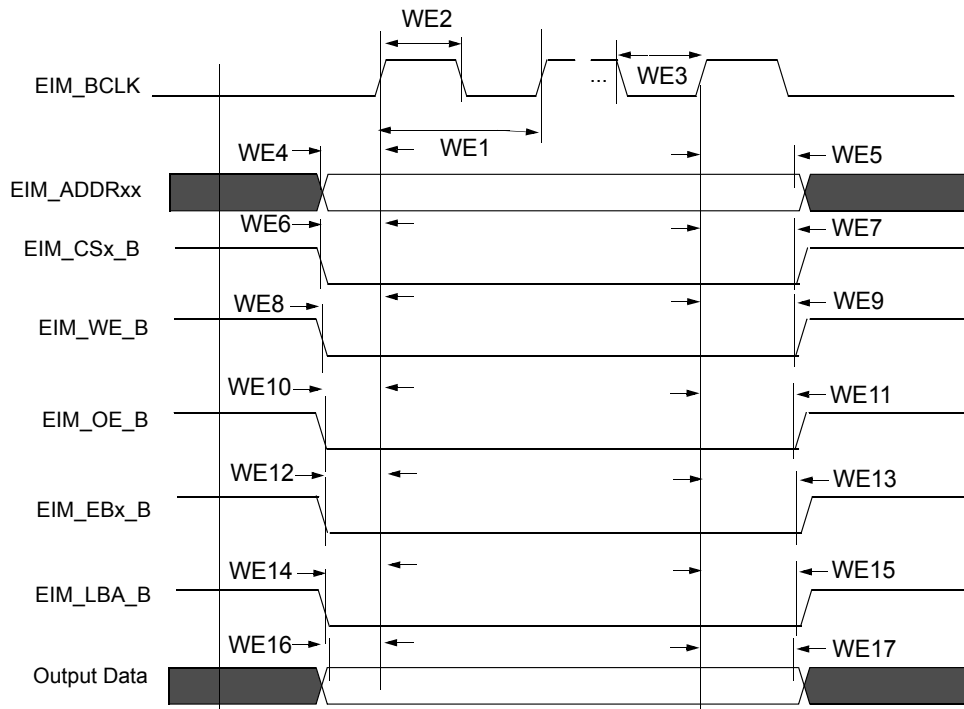 WE2
EIM_BCLK
...
WE3
WE4
WE1
WE5
EIM_ADDRxx
WE6
WE7
EIM_CSx_B
WE8
WE9
EIM_WE_B
WE10
WE11
EIM_OE_B
WE12
WE13
EIM_EBx_B
WE14
WE15
EIM_LBA_B
WE16
WE17
Output Data